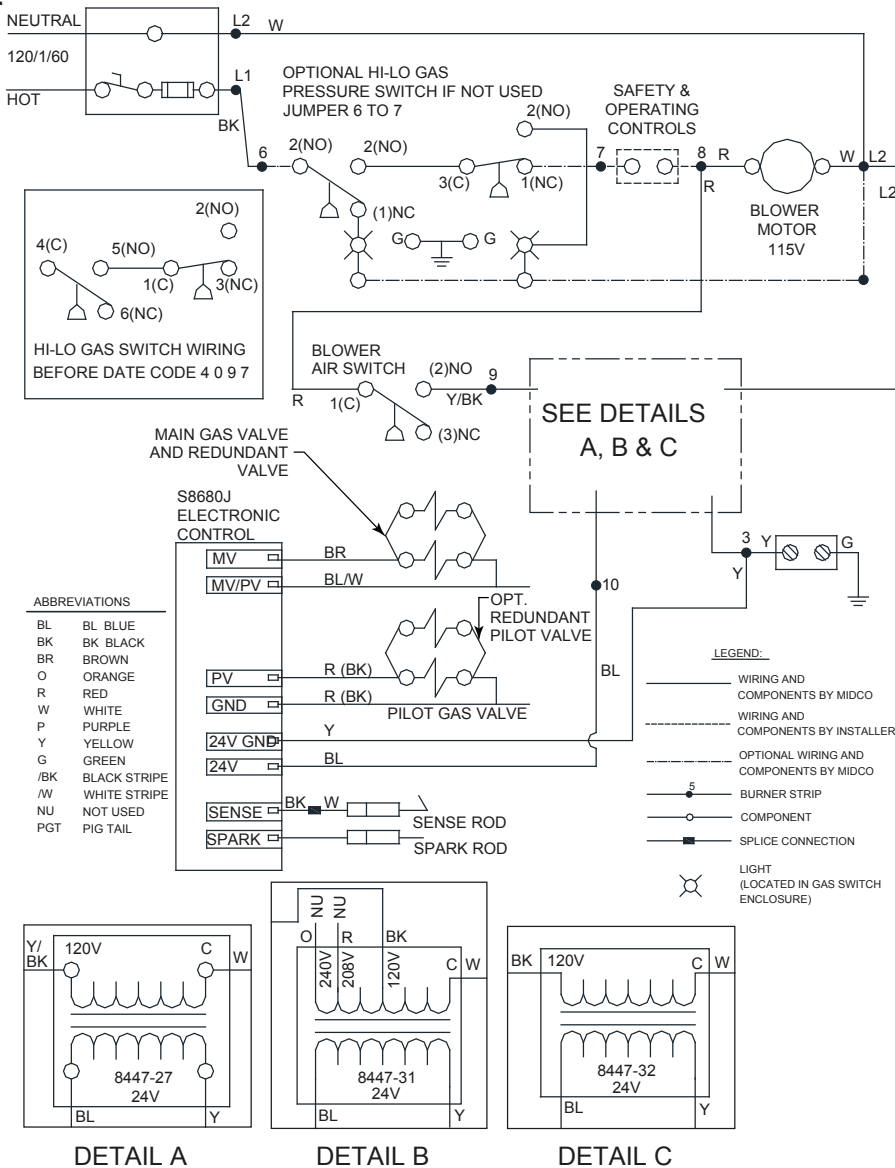 NEUTRAL
L2
W
120/1/60
HOT
L1
BK
OPTIONAL HI-LO GAS
PRESSURE SWITCH IF NOT USED
JUMPER 6 TO 7
SAFETY &
OPERATING
CONTROLS
2(NO)
6
2(NO)
2(NO)
3(C)
1(NC)
7
8
R
R
W
L2
L2
BLOWER
MOTOR
115V
(1)NC
G
G
2(NO)
4(C)
5(NO)
1(C)
3(NC)
6(NC)
HI-LO GAS SWITCH WIRING
BEFORE DATE CODE 4 0 9 7
BLOWER
AIR SWITCH
R
1(C)
(2)NO
9
Y/BK
(3)NC
SEE DETAILS
A, B & C
MAIN GAS VALVE
AND REDUNDANT
VALVE
S8680J
ELECTRONIC
CONTROL
MV
BR
MV/PV
BL/W
OPT.
REDUNDANT
PILOT VALVE
PV
R (BK)
GND
R (BK)
PILOT GAS VALVE
24V GND
Y
24V
BL
SENSE
BK
W
SENSE ROD
SPARK
SPARK ROD
10
BL
3
Y
G
Y
ABBREVIATIONS
BL BL BLUE
BK BK BLACK
BR BROWN
O ORANGE
R RED
W WHITE
P PURPLE
Y YELLOW
G GREEN
/BK BLACK STRIPE
/W WHITE STRIPE
NU NOT USED
PGT PIG TAIL
LEGEND:
WIRING AND
COMPONENTS BY MIDCO
WIRING AND
COMPONENTS BY INSTALLER
OPTIONAL WIRING AND
COMPONENTS BY MIDCO
5
BURNER STRIP
COMPONENT
SPLICE CONNECTION
LIGHT
(LOCATED IN GAS SWITCH
ENCLOSURE)
Y/
BK
120V
C
W
8447-27
24V
BL
Y
DETAIL A
NU
NU
O
R
BK
240V
208V
120V
C
W
8447-31
24V
BL
Y
DETAIL B
BK
120V
C
W
8447-32
24V
BL
Y
DETAIL C